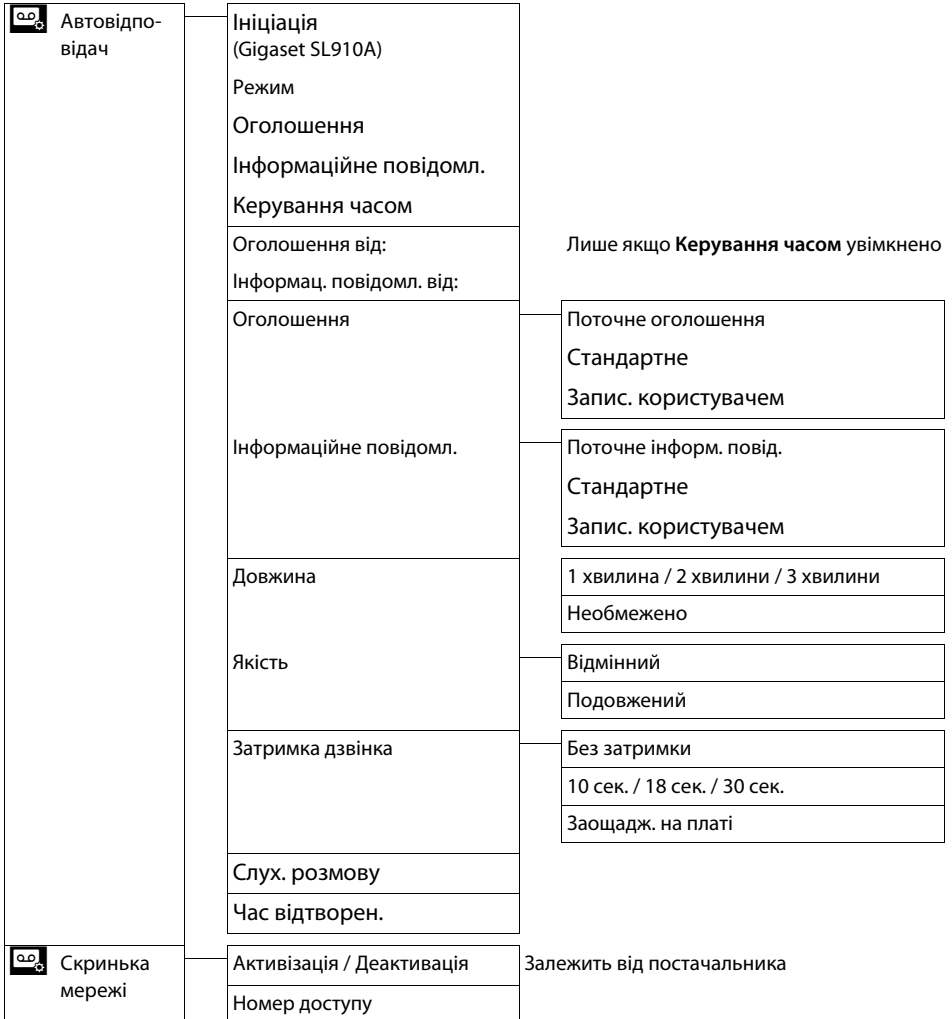 Автовідпо-
відач
Ініціація
(Gigaset SL910A)
Режим
Оголошення
Інформаційне повідомл.
Керування часом
Оголошення від:
Лише якщо Керування часом увімкнено
Інформац. повідомл. від:
Оголошення
Поточне оголошення
Стандартне
Запис. користувачем
Інформаційне повідомл.
Поточне інформ. повід.
Стандартне
Запис. користувачем
Довжина
1 хвилина / 2 хвилини / 3 хвилини
Необмежено
Якість
Відмінний
Подовжений
Затримка дзвінка
Без затримки
10 сек. / 18 сек. / 30 сек.
Заощадж. на платі
Слух. розмову
Час відтворен.
Скринька
мережі
Активізація / Деактивація
Залежить від постачальника
Номер доступу